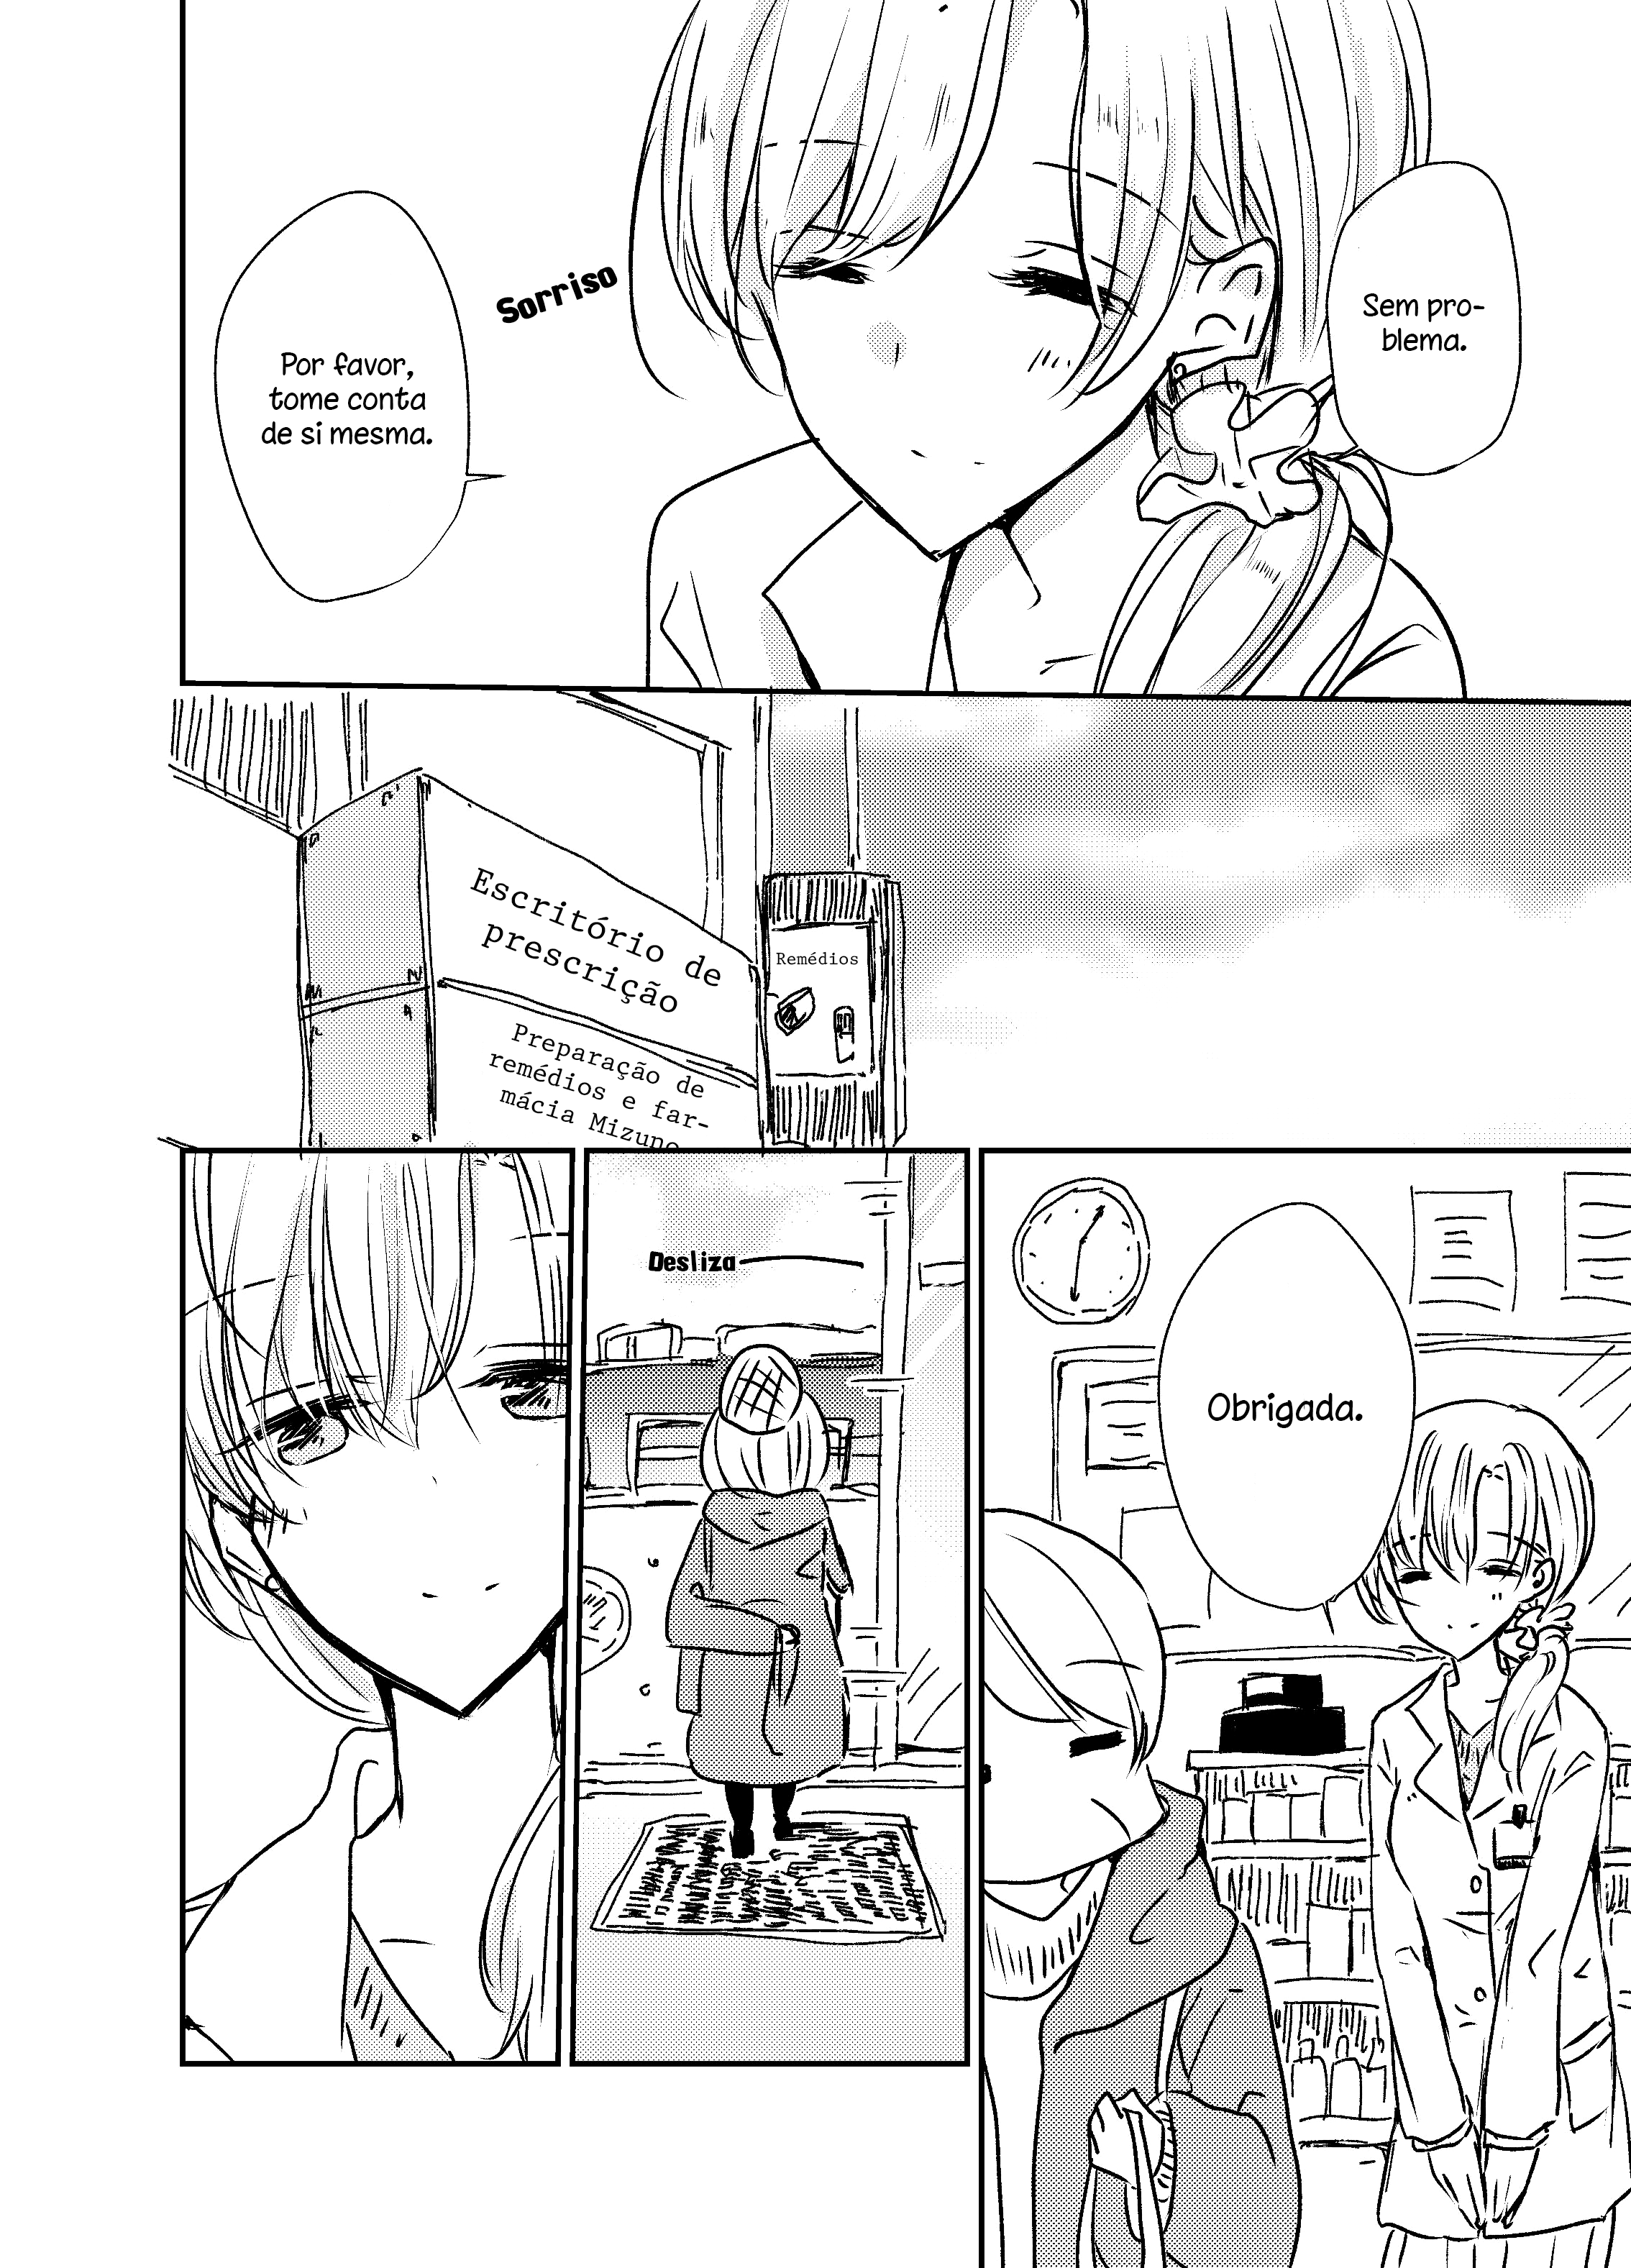 Sem pro-
blema.
Sorriso
Por favor,
tome conta
de si mesma.
Escritório de
prescrição
Preparação de
remédios e far-
mácia Mizuno
Remédios
Obrigada.
Desliza